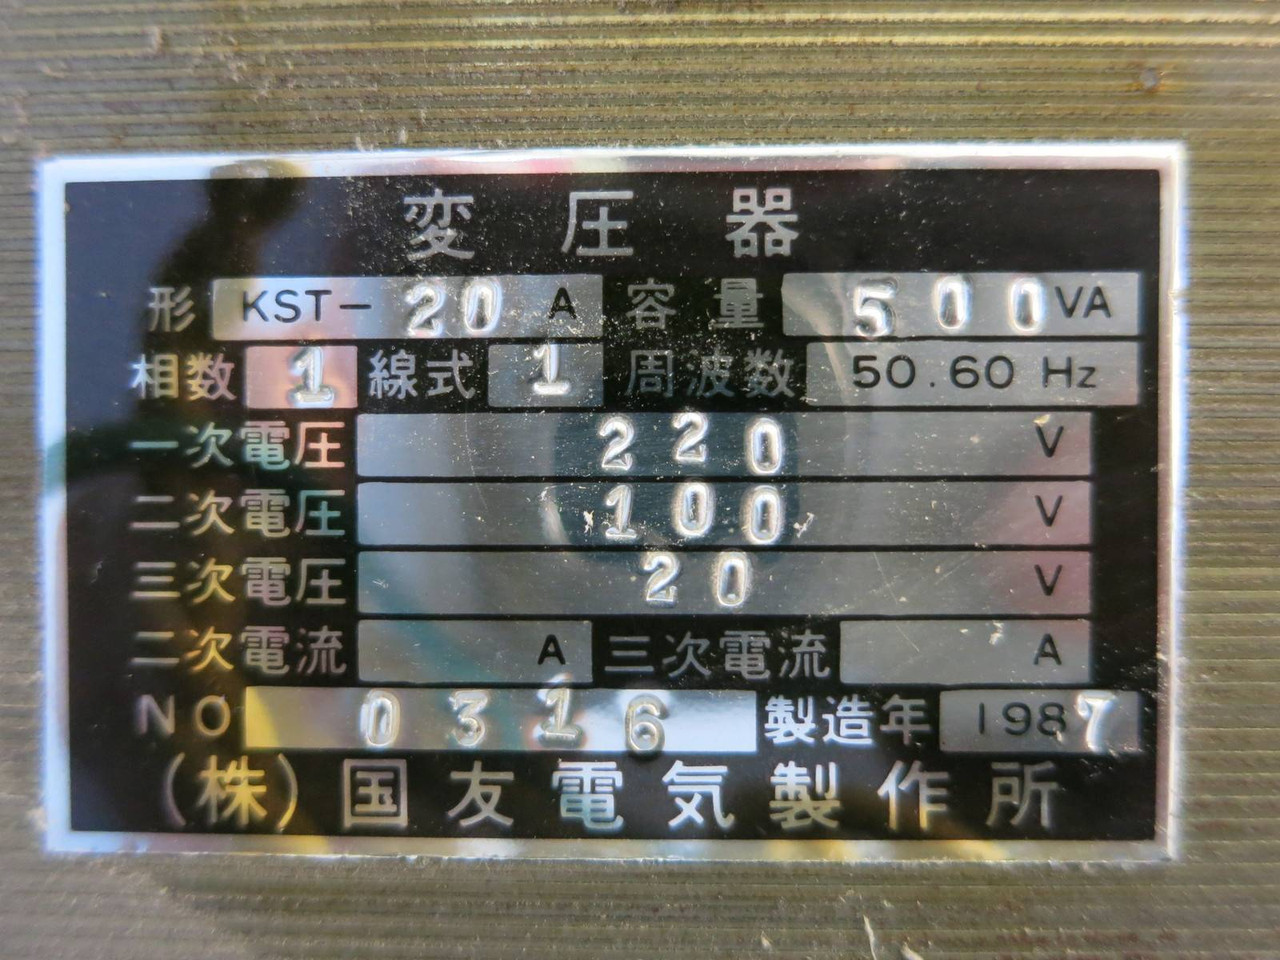 変圧器
形 KST-20 A 容量 500 VA
相数 1 線式 1 周波数 50.60 Hz
一次電圧 220 V
二次電圧 100 V
三次電圧 20 V
二次電流 A 三次電流 A
NO 0316 製造年 1987
(株)国友電気製作所